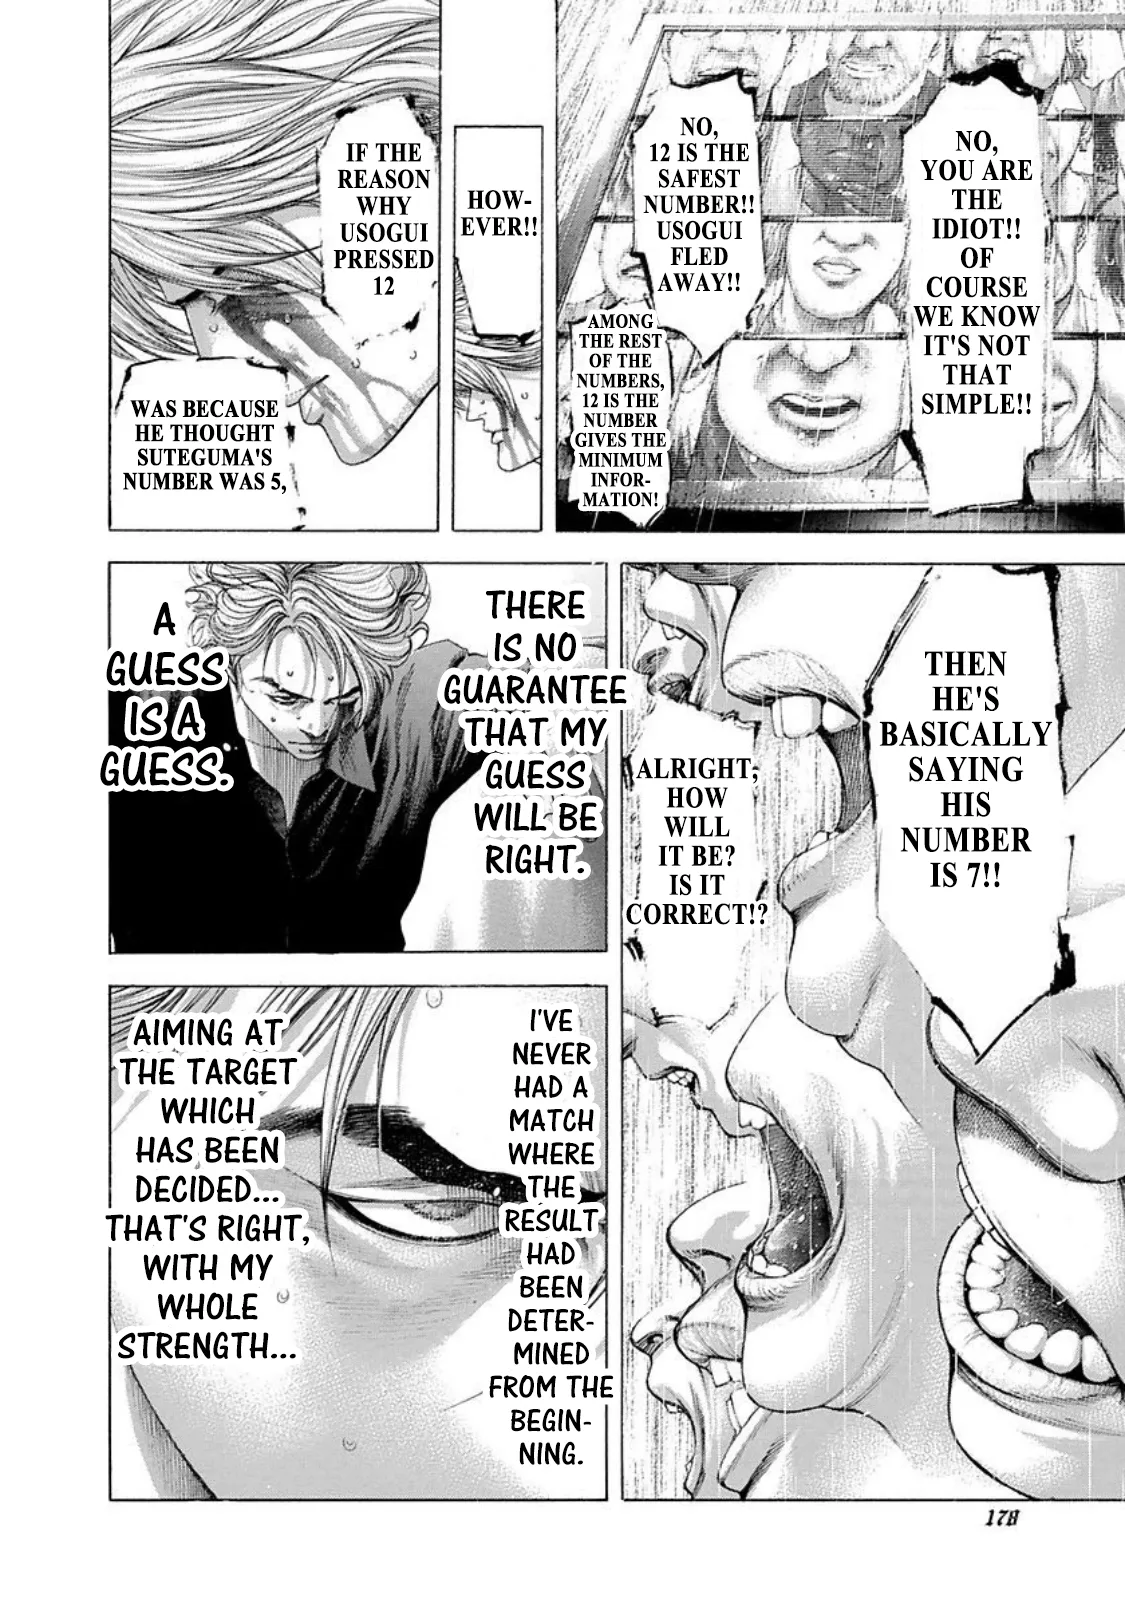 NO,
YOU ARE
THE
IDIOT!!
OF
COURSE
WE KNOW
IT'S NOT
THAT
SIMPLE!!
NO,
12 IS THE
SAFEST
NUMBER!!
USOGUI
FLED
AWAY!!
AMONG
THE REST
OF THE
NUMBERS,
12 IS THE
NUMBER
GIVES THE
MINIMUM
INFOR-
MATION!
HOW-
EVER!!
IF THE
REASON
WHY
USOGUI
PRESSED
12
WAS BECAUSE
HE THOUGHT
SUTEGUMA'S
NUMBER WAS 5,
THEN
HE'S
BASICALLY
SAYING
HIS
NUMBER
IS 7!!
ALRIGHT,
HOW
WILL
IT BE?
IS IT
CORRECT!?
THERE
IS NO
GUARANTEE
THAT MY
GUESS
WILL BE
RIGHT.
A
GUESS
IS A
GUESS.
I'VE
NEVER
HAD A
MATCH
WHERE
THE
RESULT
HAD
BEEN
DETER-
MINED
FROM THE
BEGIN-
NING.
AIMING AT
THE TARGET
WHICH
HAS BEEN
DECIDED...
THAT'S RIGHT,
WITH MY
WHOLE
STRENGTH...
178